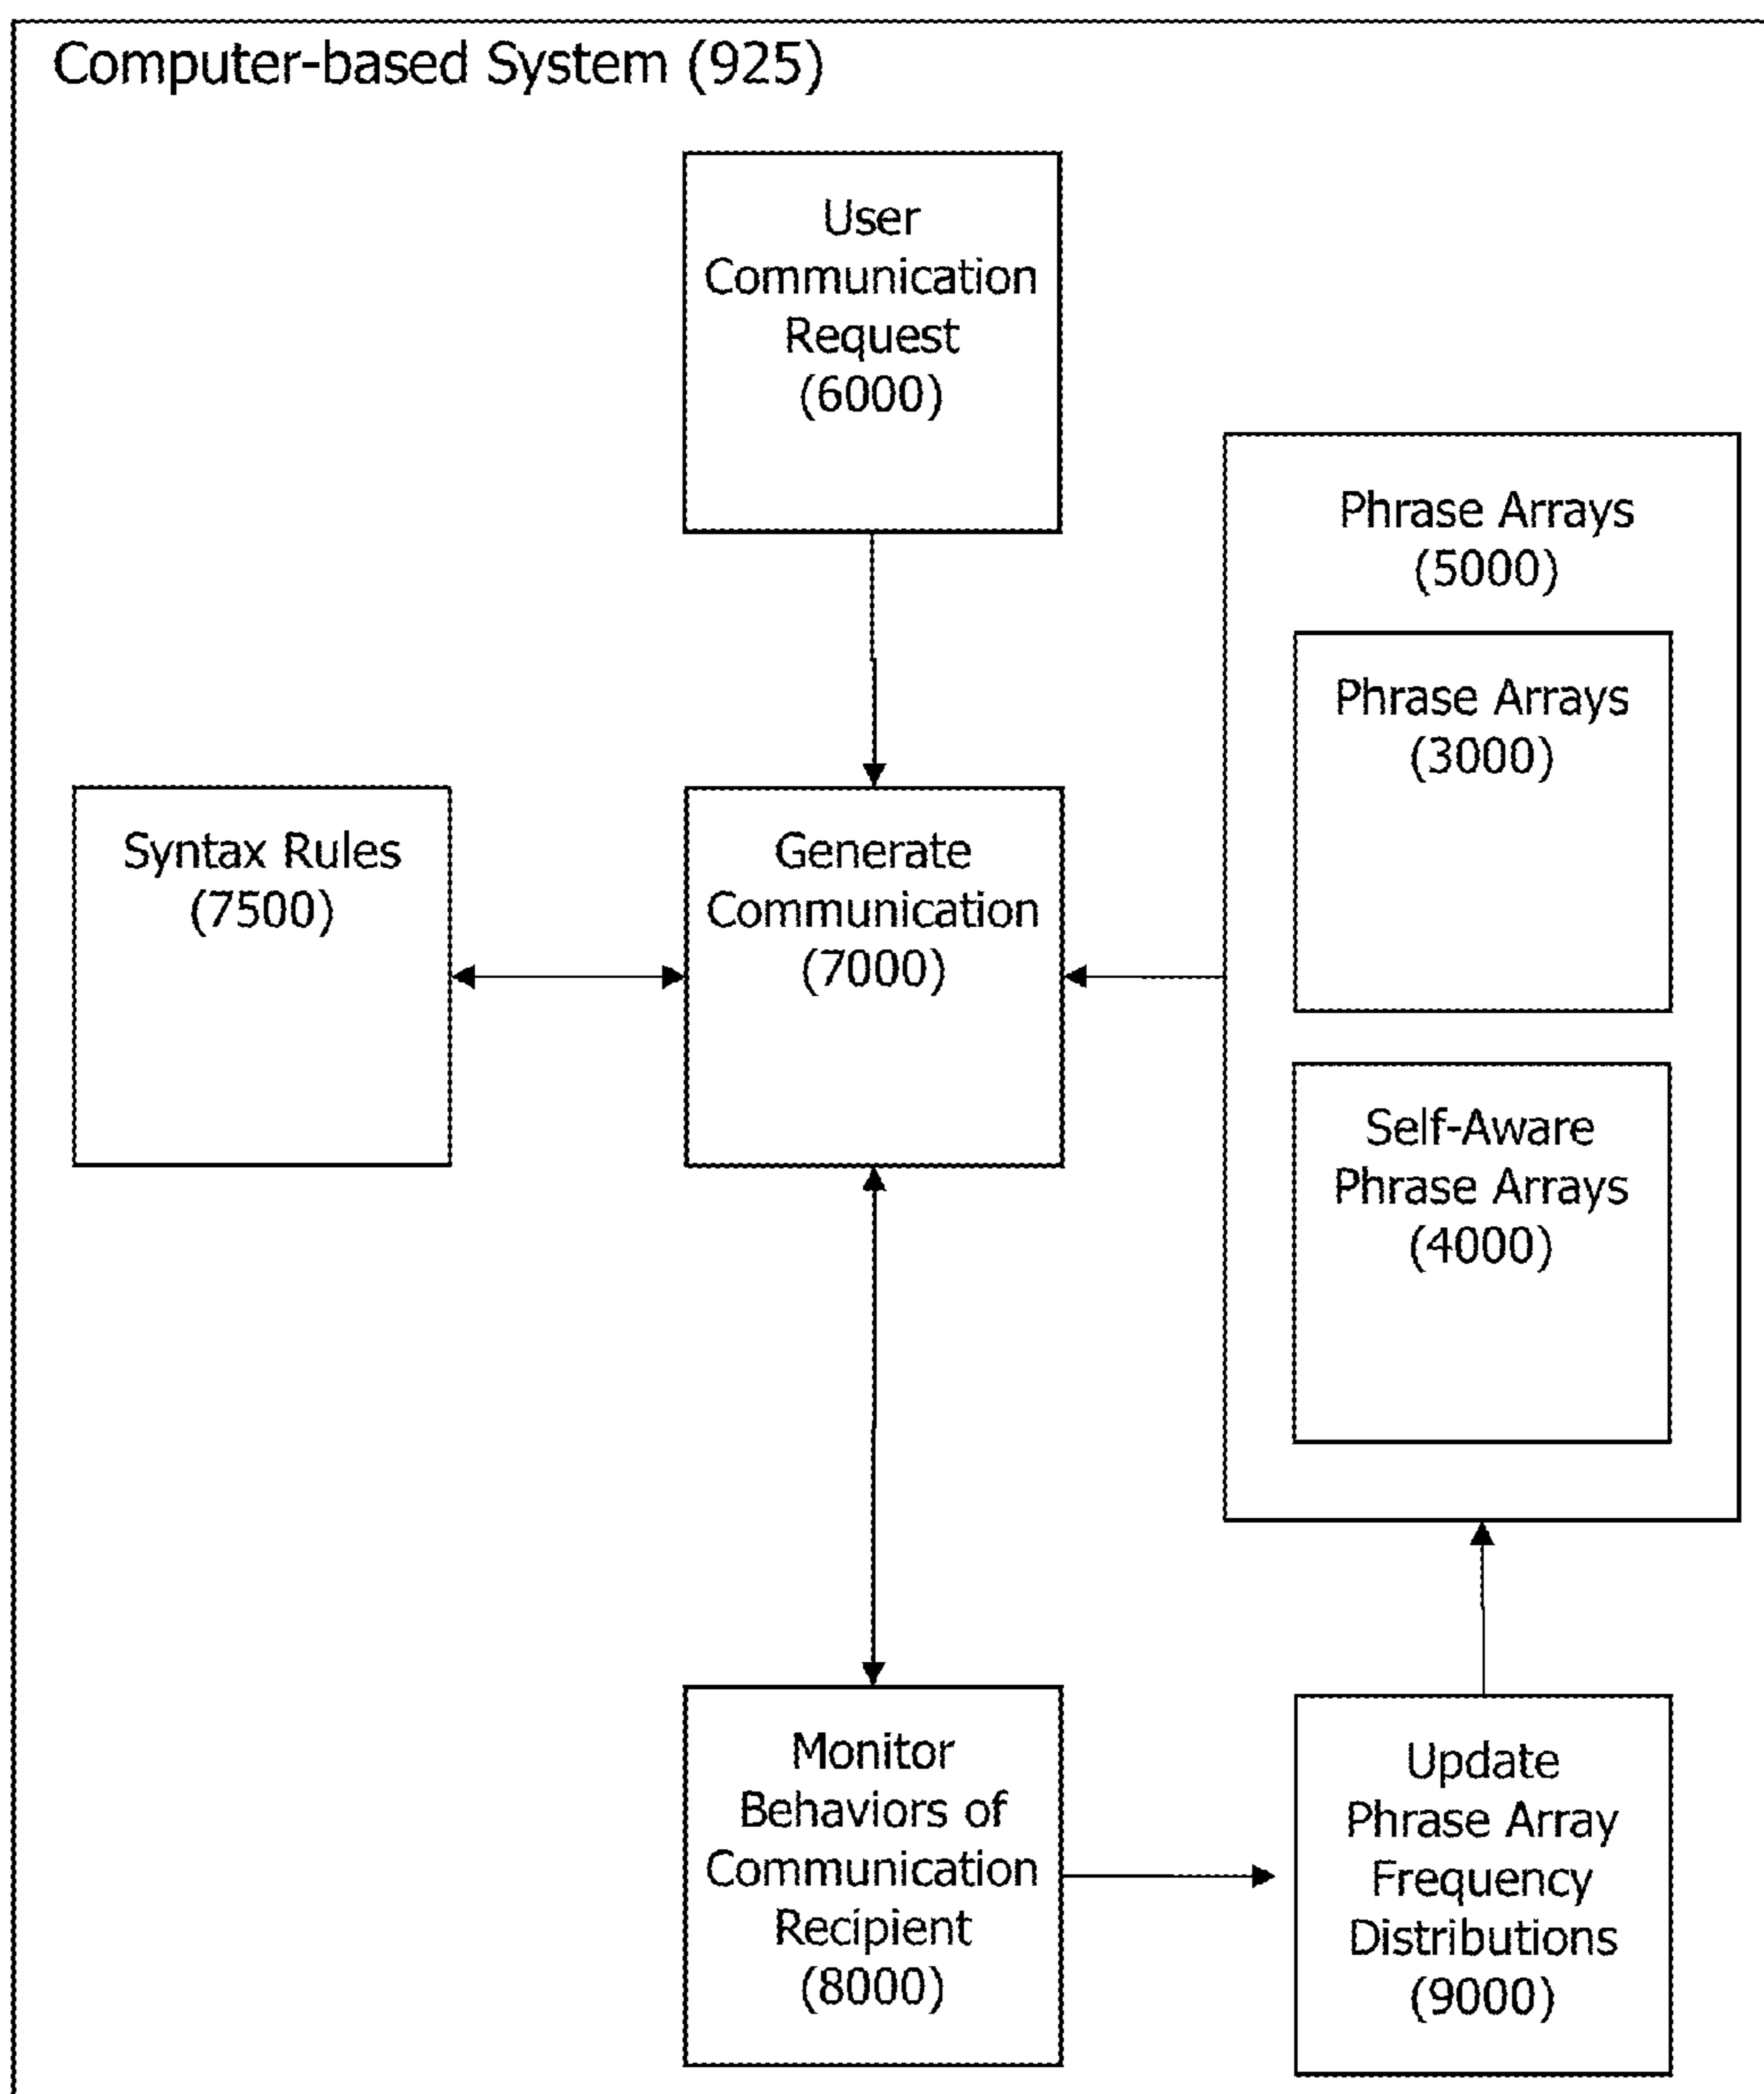 Computer-based System (925)
User
Communication
Request
(6000)
Phrase Arrays
(5000)
Phrase Arrays
(3000)
Syntax Rules
(7500)
Generate
Communication
(7000)
Self-Aware
Phrase Arrays
(4000)
Monitor
Behaviors of
Communication
Recipient
(8000)
Update
Phrase Array
Frequency
Distributions
(9000)